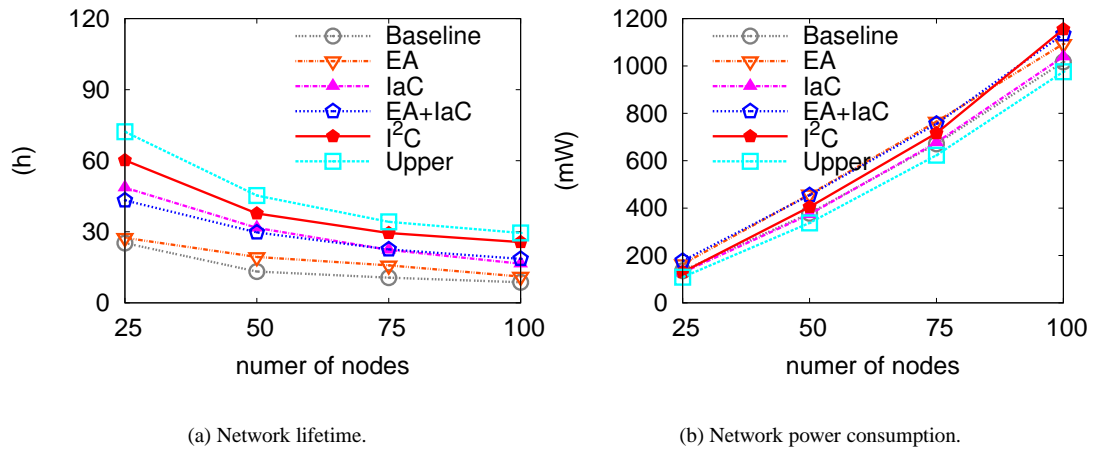 120
90
60
30
0
(h)
25 50 75 100
numer of nodes
Baseline
EA
IaC
EA+IaC
I²C
Upper
(a) Network lifetime.
1200
1000
800
600
400
200
0
(mW)
25 50 75 100
numer of nodes
Baseline
EA
IaC
EA+IaC
I²C
Upper
(b) Network power consumption.